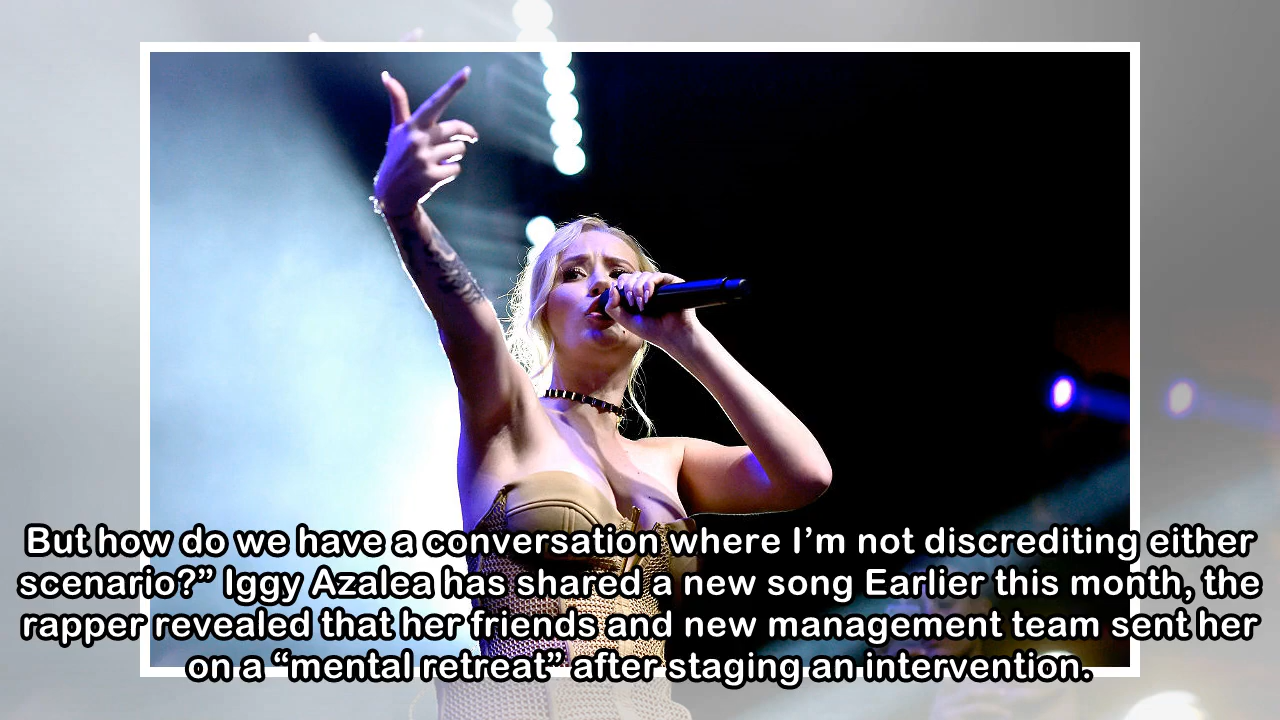 But how do we have a conversation where I’m not discrediting either
scenario?” Iggy Azalea has shared a new song Earlier this month, the
rapper revealed that her friends and new management team sent her
on a “mental retreat” after staging an intervention.